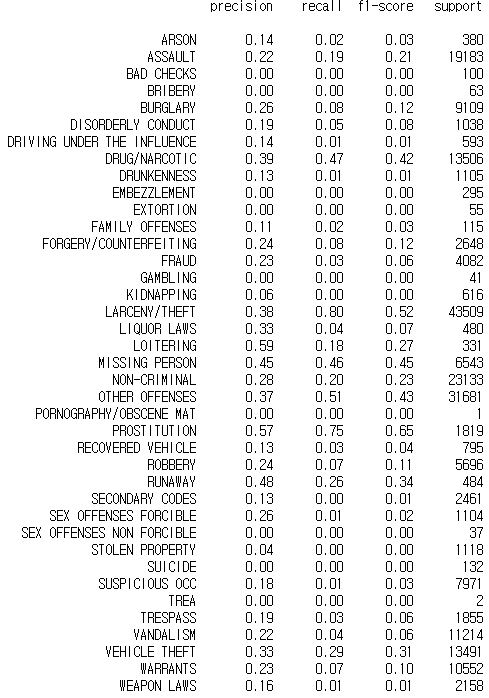 precision recall f1-score support
ARSON 0.14 0.02 0.03 380
ASSAULT 0.22 0.19 0.21 19183
BAD CHECKS 0.00 0.00 0.00 100
BRIBERY 0.00 0.00 0.00 63
BURGLARY 0.26 0.08 0.12 9109
DISORDERLY CONDUCT 0.19 0.05 0.08 1038
DRIVING UNDER THE INFLUENCE 0.14 0.01 0.01 593
DRUG/NARCOTIC 0.39 0.47 0.42 13506
DRUNKENNESS 0.13 0.01 0.01 1105
EMBEZZLEMENT 0.00 0.00 0.00 295
EXTORTION 0.00 0.00 0.00 55
FAMILY OFFENSES 0.11 0.02 0.03 115
FORGERY/COUNTERFEITING 0.24 0.08 0.12 2648
FRAUD 0.23 0.03 0.06 4082
GAMBLING 0.00 0.00 0.00 41
KIDNAPPING 0.06 0.00 0.00 616
LARCENY/THEFT 0.38 0.80 0.52 43509
LIQUOR LAWS 0.33 0.04 0.07 480
LOITERING 0.59 0.18 0.27 331
MISSING PERSON 0.45 0.46 0.45 6543
NON-CRIMINAL 0.28 0.20 0.23 23133
OTHER OFFENSES 0.37 0.51 0.43 31681
PORNOGRAPHY/OBSCENE MAT 0.00 0.00 0.00 1
PROSTITUTION 0.57 0.75 0.65 1819
RECOVERED VEHICLE 0.13 0.03 0.04 795
ROBBERY 0.24 0.07 0.11 5696
RUNAWAY 0.48 0.26 0.34 484
SECONDARY CODES 0.13 0.00 0.01 2461
SEX OFFENSES FORCIBLE 0.26 0.01 0.02 1104
SEX OFFENSES NON FORCIBLE 0.00 0.00 0.00 37
STOLEN PROPERTY 0.04 0.00 0.00 1118
SUICIDE 0.00 0.00 0.00 132
SUSPICIOUS OCC 0.18 0.01 0.03 7971
TREA 0.00 0.00 0.00 2
TRESPASS 0.19 0.03 0.06 1855
VANDALISM 0.22 0.04 0.06 11214
VEHICLE THEFT 0.33 0.29 0.31 13491
WARRANTS 0.23 0.07 0.10 10552
WEAPON LAWS 0.16 0.01 0.01 2158